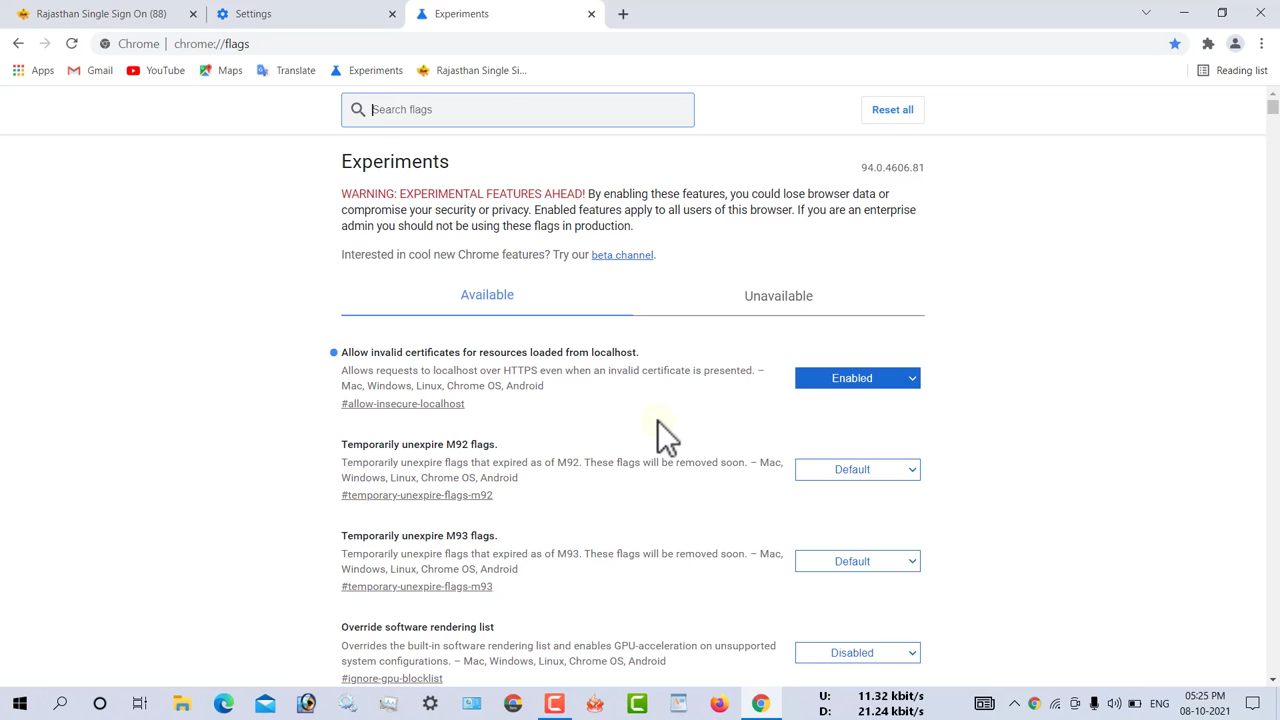 Rajasthan Single Sign On (88)
Settings
Experiments
Chrome | chrome://flags
Apps
Gmail
YouTube
Maps
Translate
Experiments
Rajasthan Single Si...
Reading list
Search flags
Reset all
Experiments
94.0.4606.81
WARNING: EXPERIMENTAL FEATURES AHEAD! By enabling these features, you could lose browser data or
compromise your security or privacy. Enabled features apply to all users of this browser. If you are an enterprise
admin you should not be using these flags in production.
Interested in cool new Chrome features? Try our beta channel.
Available
Unavailable
Allow invalid certificates for resources loaded from localhost.
Allows requests to localhost over HTTPS even when an invalid certificate is presented. –
Mac, Windows, Linux, Chrome OS, Android
#allow-insecure-localhost
Enabled
Temporarily unexpire M92 flags.
Temporarily unexpire flags that expired as of M92. These flags will be removed soon. – Mac,
Windows, Linux, Chrome OS, Android
#temporary-unexpire-flags-m92
Default
Temporarily unexpire M93 flags.
Temporarily unexpire flags that expired as of M93. These flags will be removed soon. – Mac,
Windows, Linux, Chrome OS, Android
#temporary-unexpire-flags-m93
Default
Override software rendering list
Overrides the built-in software rendering list and enables GPU-acceleration on unsupported
system configurations. – Mac, Windows, Linux, Chrome OS, Android
#ignore-gpu-blocklist
Disabled
U: 11.32 kbit/s
D: 21.24 kbit/s
ENG
05:25 PM
08-10-2021